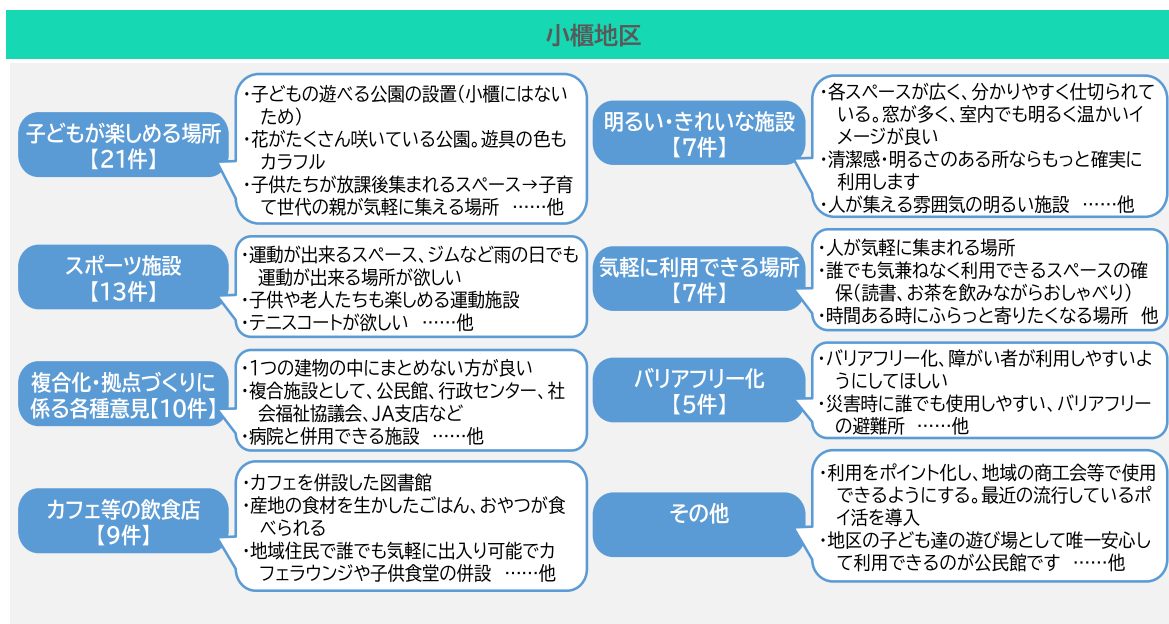 小櫃地区
子どもが楽しめる場所
【21件】
・子どもの遊べる公園の設置(小櫃にはない
ため)
・花がたくさん咲いている公園。遊具の色も
カラフル
・子供たちが放課後集まれるスペース→子育
て世代の親が気軽に集える場所 ……他
スポーツ施設
【13件】
・運動が出来るスペース、ジムなど雨の日でも
運動が出来る場所が欲しい
・子供や老人たちも楽しめる運動施設
・テニスコートが欲しい ……他
複合化・拠点づくりに
係る各種意見【10件】
・1つの建物の中にまとめない方が良い
・複合施設として、公民館、行政センター、社
会福祉協議会、JA支店など
・病院と併用できる施設 ……他
カフェ等の飲食店
【9件】
・カフェを併設した図書館
・産地の食材を生かしたごはん、おやつが食
べられる
・地域住民で誰でも気軽に出入り可能でカ
フェラウンジや子供食堂の併設 ……他
明るい・きれいな施設
【7件】
・各スペースが広く、分かりやすく仕切られて
いる。窓が多く、室内でも明るく温かいイ
メージが良い
・清潔感・明るさのある所ならもっと確実に
利用します
・人が集える雰囲気の明るい施設 ……他
気軽に利用できる場所
【7件】
・人が気軽に集まれる場所
・誰でも気兼ねなく利用できるスペースの確
保(読書、お茶を飲みながらおしゃべり)
・時間ある時にふらっと寄りたくなる場所 他
バリアフリー化
【5件】
・バリアフリー化、障がい者が利用しやすいよ
うにしてほしい
・災害時に誰でも使用しやすい、バリアフリー
の避難所 ……他
その他
・利用をポイント化し、地域の商工会等で使用
できるようにする。最近の流行しているポ
イ活を導入
・地区の子ども達の遊び場として唯一安心し
て利用できるのが公民館です ……他